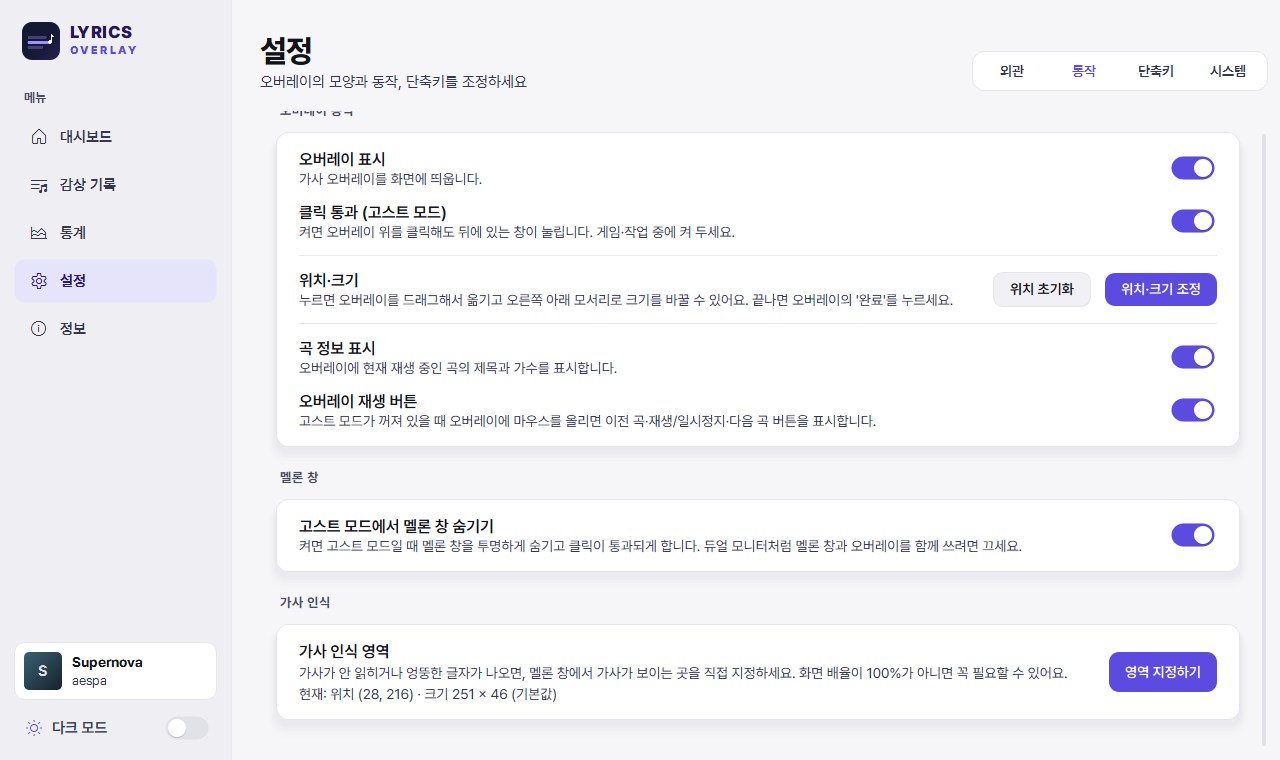 LYRICS
OVERLAY
메뉴
대시보드
감상 기록
통계
설정
정보
S
Supernova
aespa
다크 모드
설정
오버레이의 모양과 동작, 단축키를 조정하세요
외관
동작
단축키
시스템
오버레이 표시
가사 오버레이를 화면에 띄웁니다.
클릭 통과 (고스트 모드)
켜면 오버레이 위를 클릭해도 뒤에 있는 창이 눌립니다. 게임·작업 중에 켜 두세요.
위치·크기
누르면 오버레이를 드래그해서 옮기고 오른쪽 아래 모서리로 크기를 바꿀 수 있어요. 끝나면 오버레이의 '완료'를 누르세요.
위치 초기화
위치·크기 조정
곡 정보 표시
오버레이에 현재 재생 중인 곡의 제목과 가수를 표시합니다.
오버레이 재생 버튼
고스트 모드가 꺼져 있을 때 오버레이에 마우스를 올리면 이전 곡·재생/일시정지·다음 곡 버튼을 표시합니다.
멜론 창
고스트 모드에서 멜론 창 숨기기
켜면 고스트 모드일 때 멜론 창을 투명하게 숨기고 클릭이 통과되게 합니다. 듀얼 모니터처럼 멜론 창과 오버레이를 함께 쓰려면 끄세요.
가사 인식
가사 인식 영역
가사가 안 읽히거나 엉뚱한 글자가 나오면, 멜론 창에서 가사가 보이는 곳을 직접 지정하세요. 화면 배율이 100%가 아니면 꼭 필요할 수 있어요.
현재: 위치 (28, 216) · 크기 251 × 46 (기본값)
영역 지정하기